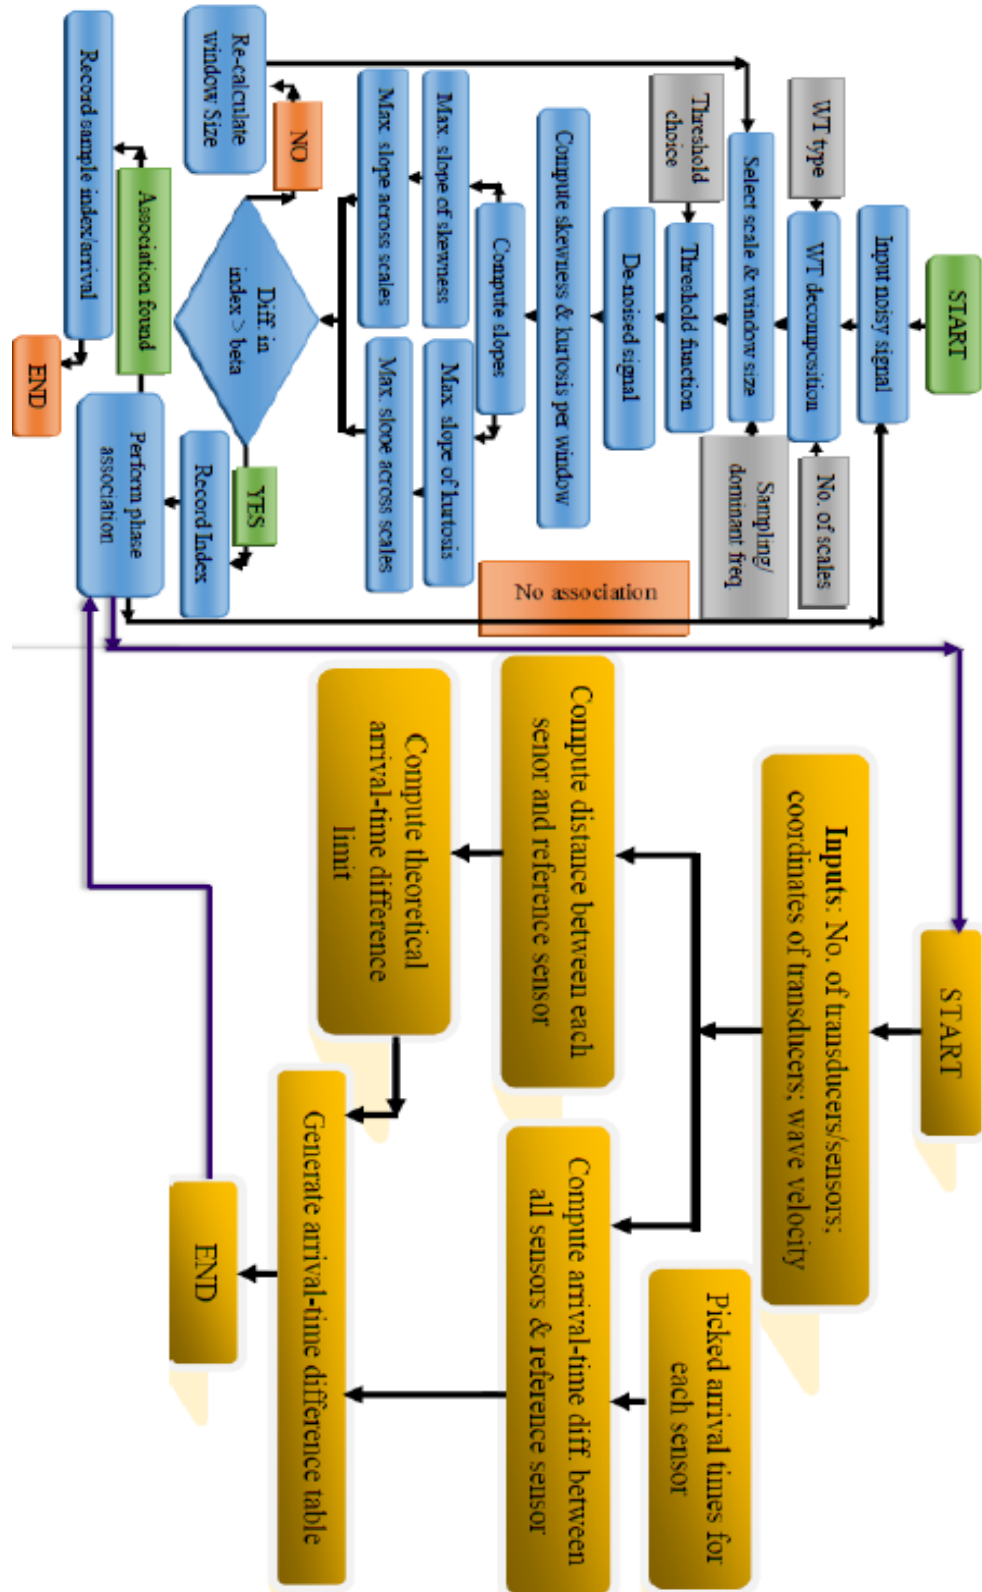 START
Input noisy signal
WT type
WT decomposition
No. of scales
Select scale & window size
Sampling/
dominant freq.
Threshold
choice
Threshold function
De-noised signal
Compute skewness & kurtosis per window
Compute slopes
Max. slope of skewness
Max. slope of kurtosis
Max. slope across scales
Max. slope across scales
Diff. in
index > beta
NO
Re-calculate
window Size
YES
Record Index
Perform phase
association
No association
Association found
Record sample index/arrival
END
START
Inputs: No. of transducers/sensors;
coordinates of transducers; wave velocity
Compute distance between each
senor and reference sensor
Compute theoretical
arrival-time difference
limit
Picked arrival times for
each sensor
Compute arrival-time diff. between
all sensors & reference sensor
Generate arrival-time difference table
END